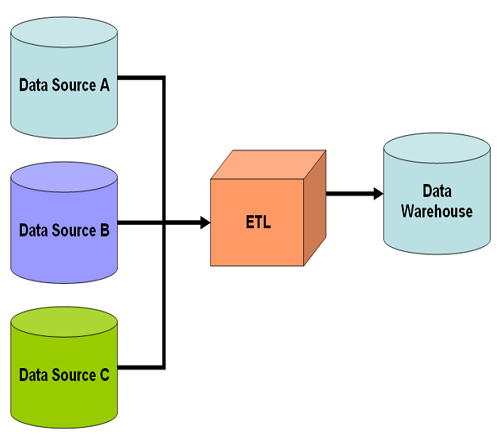 Data Source A
Data Source B
ETL
Data
Warehouse
Data Source C